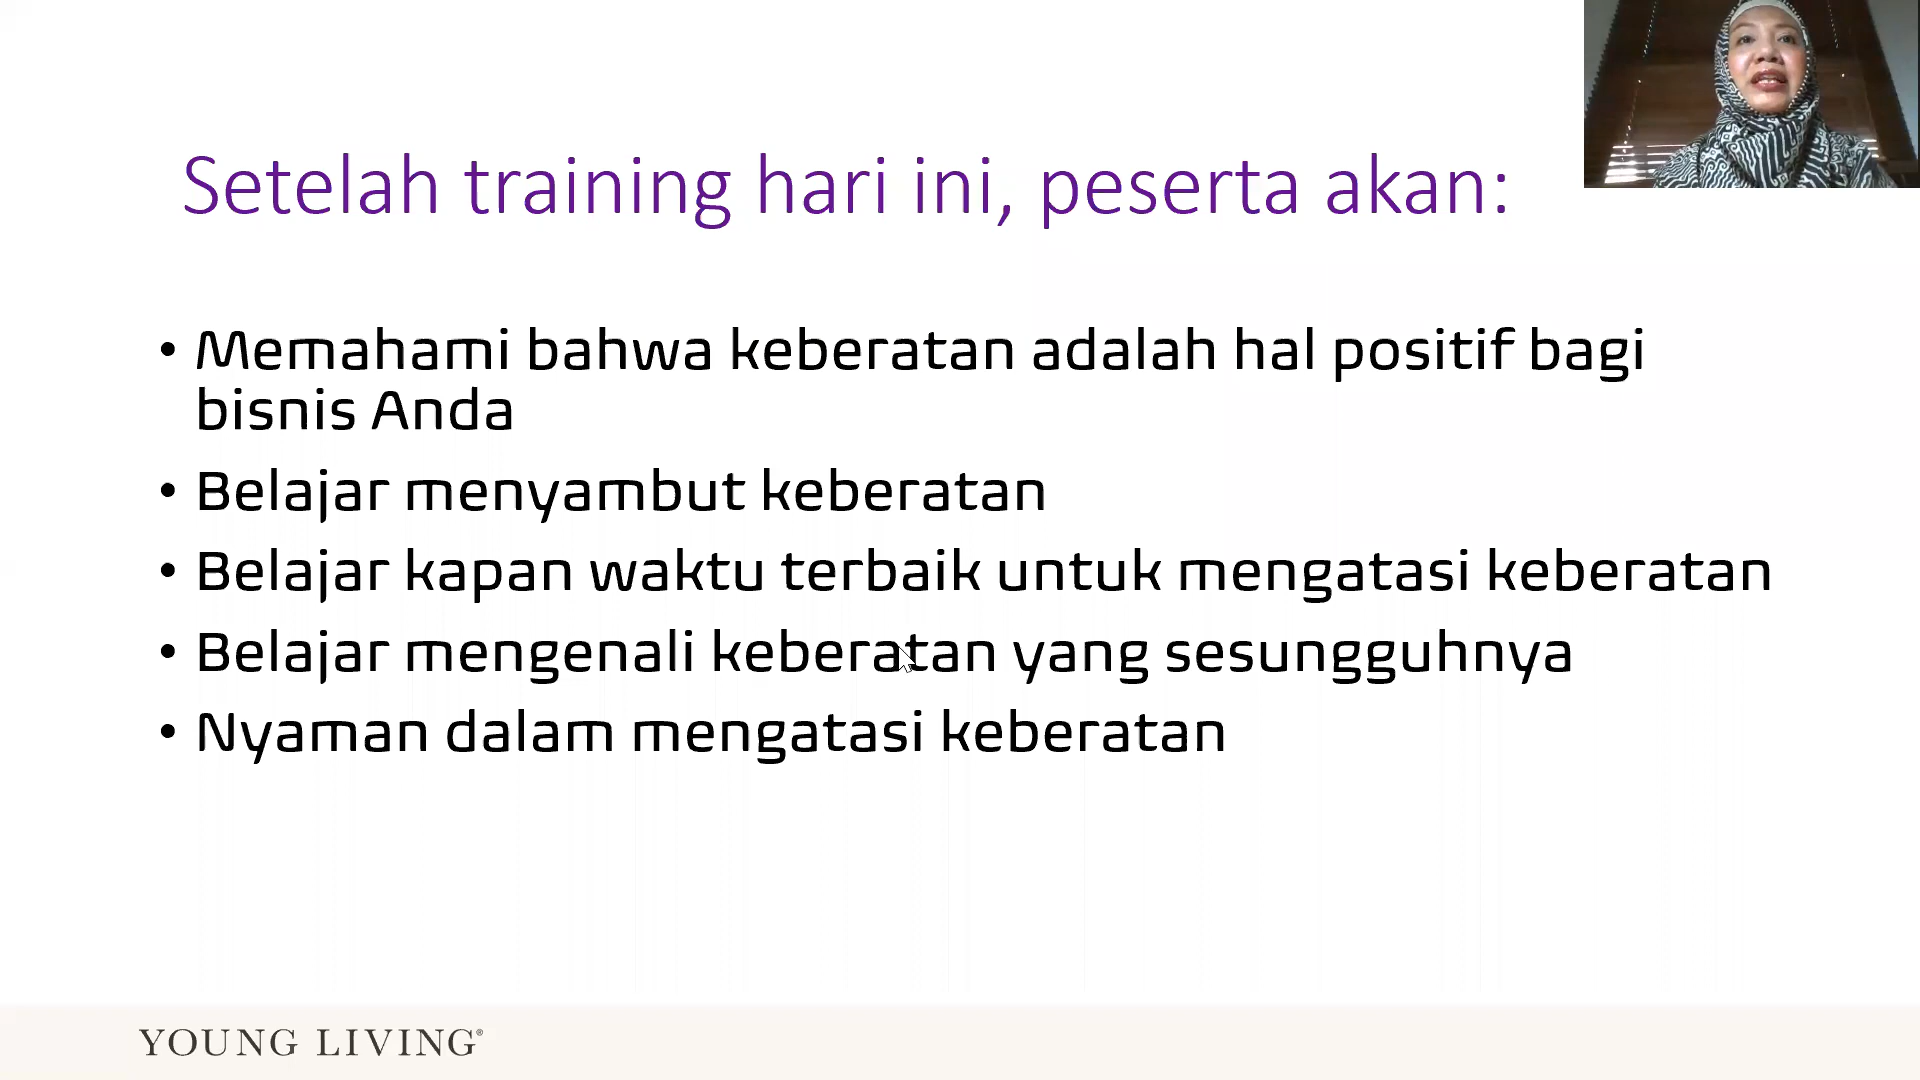 Setelah training hari ini, peserta akan:
• Memahami bahwa keberatan adalah hal positif bagi
bisnis Anda
• Belajar menyambut keberatan
• Belajar kapan waktu terbaik untuk mengatasi keberatan
• Belajar mengenali keberatan yang sesungguhnya
• Nyaman dalam mengatasi keberatan
YOUNG LIVING®